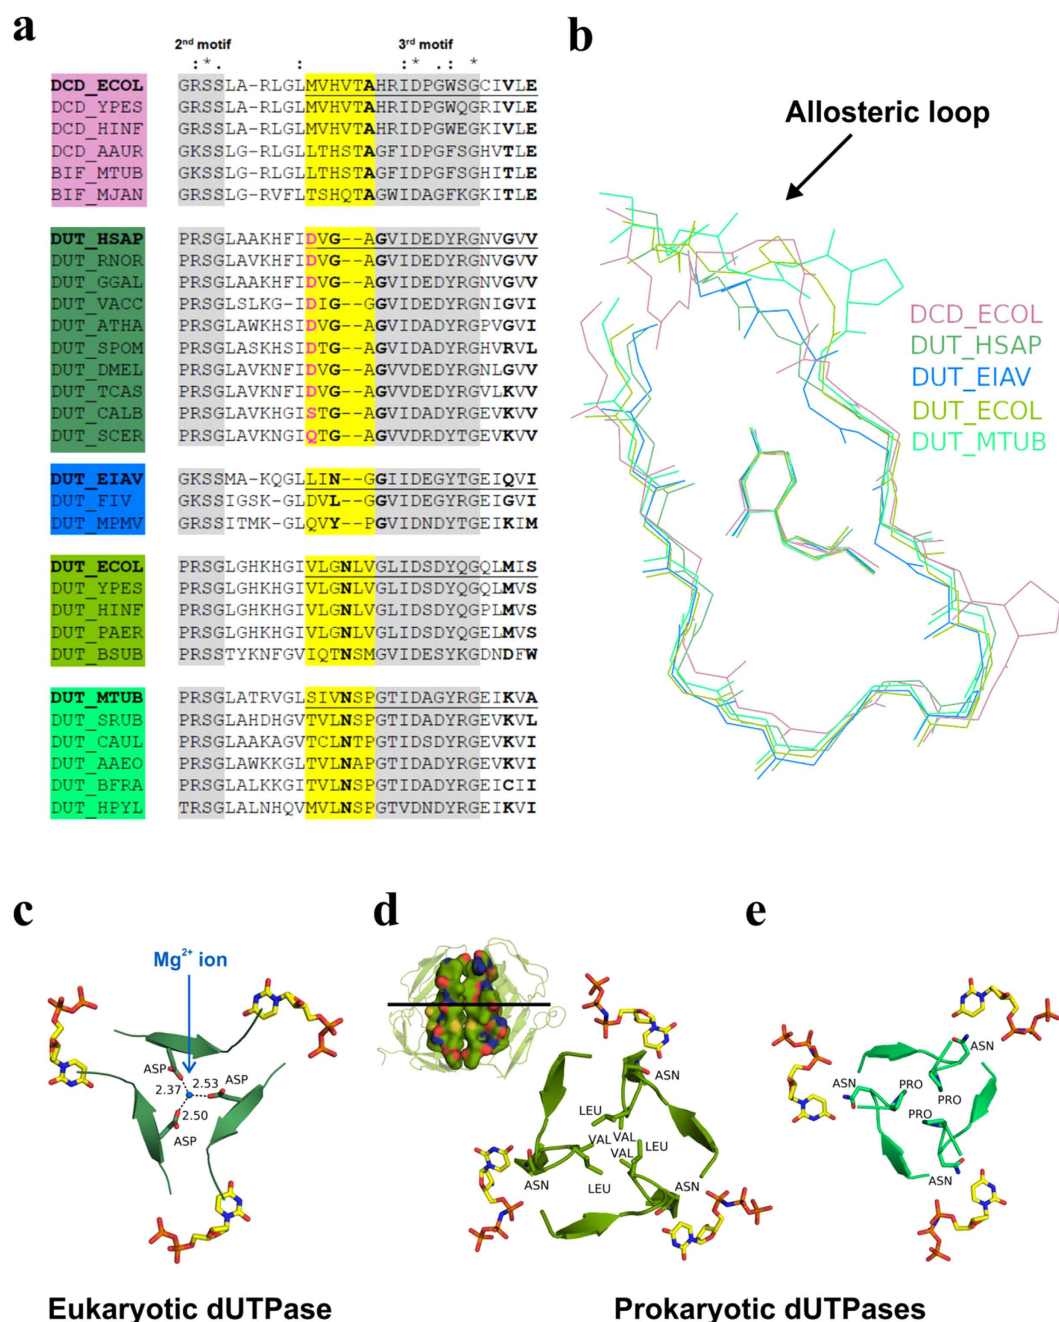 a
2nd motif 3rd motif
:*. : :* .: *
DCD_ECOL GRSSLA-RLGLMVHVTAHRIDPGWSGCIVLE
DCD_YPES GRSSLA-RLGLMVHVTAHRIDPGWQGRIVLE
DCD_HINF GRSSLA-RLGLMVHVTAHRIDPGWEGKIVLE
DCD_AAUR GKSSLG-RLGLLTHSTAGFIDPGFSGHVTLE
BIF_MTUB GKSSLG-RLGLLTHSTAGFIDPGFSGHITLE
BIF_MJAN GRSSLG-RVFLTSHQTAGWIDAGFKGKITLE
DUT_HSAP PRSGLAAKHFIDVG--AGVIDEDYRGNVGVV
DUT_RNOR PRSGLAVKHFIDVG--AGVIDEDYRGNVGVV
DUT_GGAL PRSGLAAKHFIDVG--AGVIDEDYRGNVGVV
DUT_VACC PRSGLSLKG-IDIG--GGVIDEDYRGNIGVI
DUT_ATHA PRSGLAWKHSIDVG--AGVIDADYRGPVGVI
DUT_SPOM PRSGLASKHSIDTG--AGVIDADYRGHVRVL
DUT_DMEL PRSGLAVKNFIDVG--AGVVDEDYRGNLGVV
DUT_TCAS PRSGLAVKNFIDVG--AGVIDEDYRGVLKVV
DUT_CALB PRSGLAVKHGISTG--AGVIDADYRGEVKVV
DUT_SCER PRSGLAVKNGIQTG--AGVVDRDYTGEVKVV
DUT_EIAV GKSSMA-KQGLLIN--GGIIDEGYTGEIQVI
DUT_FIV GKSSIGSK-GLDVL--GGVIDEGYRGEIGVI
DUT_MPMV GRSSITMK-GLQVY--PGVIDNDYTGEIKIM
DUT_ECOL PRSGLGHKHGIVLGNLVGLIDSDYQGQLMIS
DUT_YPES PRSGLGHKHGIVLGNLVGLIDSDYQGQLMVS
DUT_HINF PRSGLGHKHGIVLGNLVGLIDSDYQGPLMVS
DUT_PAER PRSGLGHKHGIVLGNLVGLIDSDYQGELMVS
DUT_BSUB PRSSTYKNFGVIQTNSMGVIDESYKGDNDFW
DUT_MTUB PRSGLATRVGLSIVNSPGTIDAGYRGEIKVA
DUT_SRUB PRSGLAHDHGVTVLNSPGTIDADYRGEVKVL
DUT_CAUL PRSGLAAKAGVTCLNTPGTIDSDYRGEVKVI
DUT_AAEO PRSGLAWKKGLTVLNAPGTIDADYRGEVKVI
DUT_BFRA PRSGLALKKGITVLNSPGTIDADYRGEICII
DUT_HPYL TRSGLALNHQVMVLNSPGTVDNDYRGEIKVI
b
Allosteric loop
DCD_ECOL
DUT_HSAP
DUT_EIAV
DUT_ECOL
DUT_MTUB
c
Mg2+ ion
ASP
2.37
2.53
ASP
2.50
ASP
d
ASN
LEU
VAL
VAL
VAL
LEU
ASN
LEU
ASN
e
ASN
ASN
PRO
PRO
PRO
ASN
Eukaryotic dUTPase
Prokaryotic dUTPases